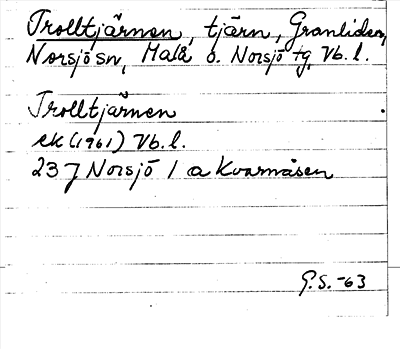 Trolltjärnen, tjärn, Granliden,
Norsjö sn, Malå o. Norsjö tg, Vb. l.
Trolltjärnen
ek (1961) Vb. l.
23 J Norsjö 1 a Kvarnåsen
G. S. -63